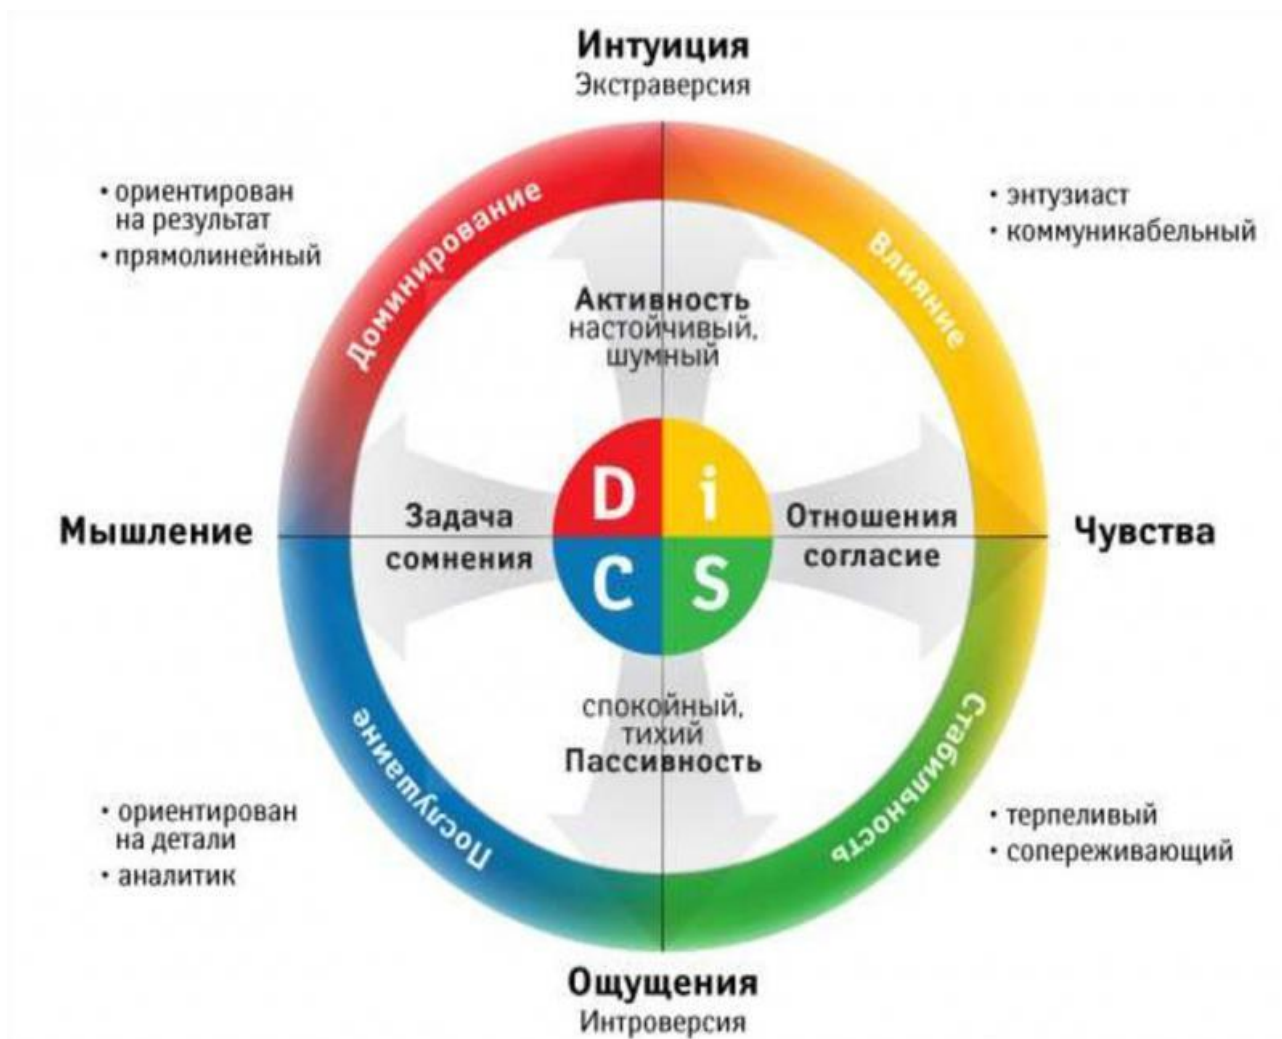 Интуиция
Экстраверсия
• ориентирован
на результат
• прямолинейный
• энтузиаст
• коммуникабельный
Доминирование
Влияние
Активность
настойчивый,
шумный
D i
C S
Мышление
Задача
сомнения
Отношения
согласие
Чувства
спокойный,
тихий
Пассивность
Послушание
Стабильность
• ориентирован
на детали
• аналитик
• терпеливый
• сопереживающий
Ощущения
Интроверсия